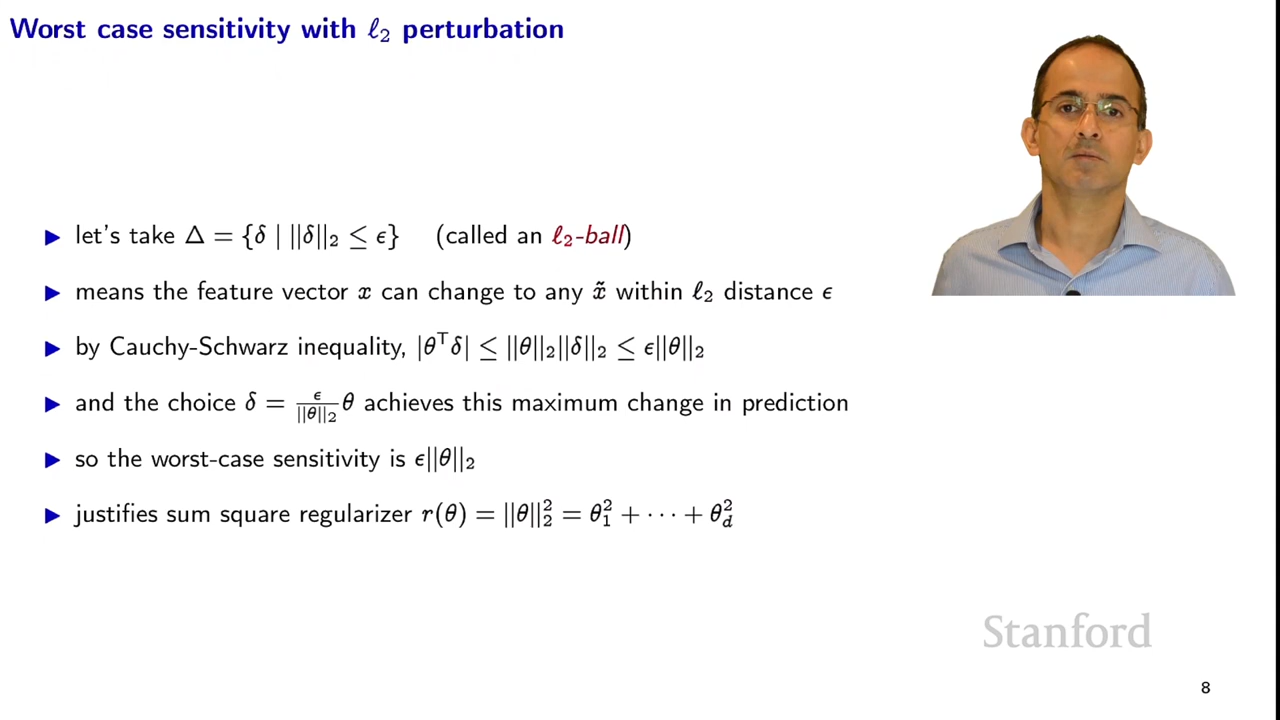 Worst case sensitivity with ℓ₂ perturbation
▶ let's take Δ = {δ | ||δ||₂ ≤ ϵ} (called an ℓ₂-ball)
▶ means the feature vector x can change to any x̃ within ℓ₂ distance ϵ
▶ by Cauchy-Schwarz inequality, |θᵀδ| ≤ ||θ||₂||δ||₂ ≤ ϵ||θ||₂
▶ and the choice δ = ϵ/||θ||₂ θ achieves this maximum change in prediction
▶ so the worst-case sensitivity is ϵ||θ||₂
▶ justifies sum square regularizer r(θ) = ||θ||₂² = θ₁² + ··· + θ_d²
Stanford
8